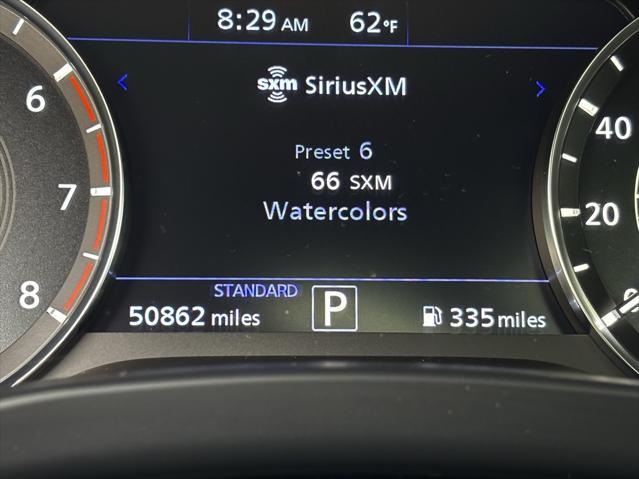 8:29 AM 62°F
sxm SiriusXM
Preset 6
66 SXM
Watercolors
STANDARD
50862 miles P 335 miles
6
7
8
40
20
0